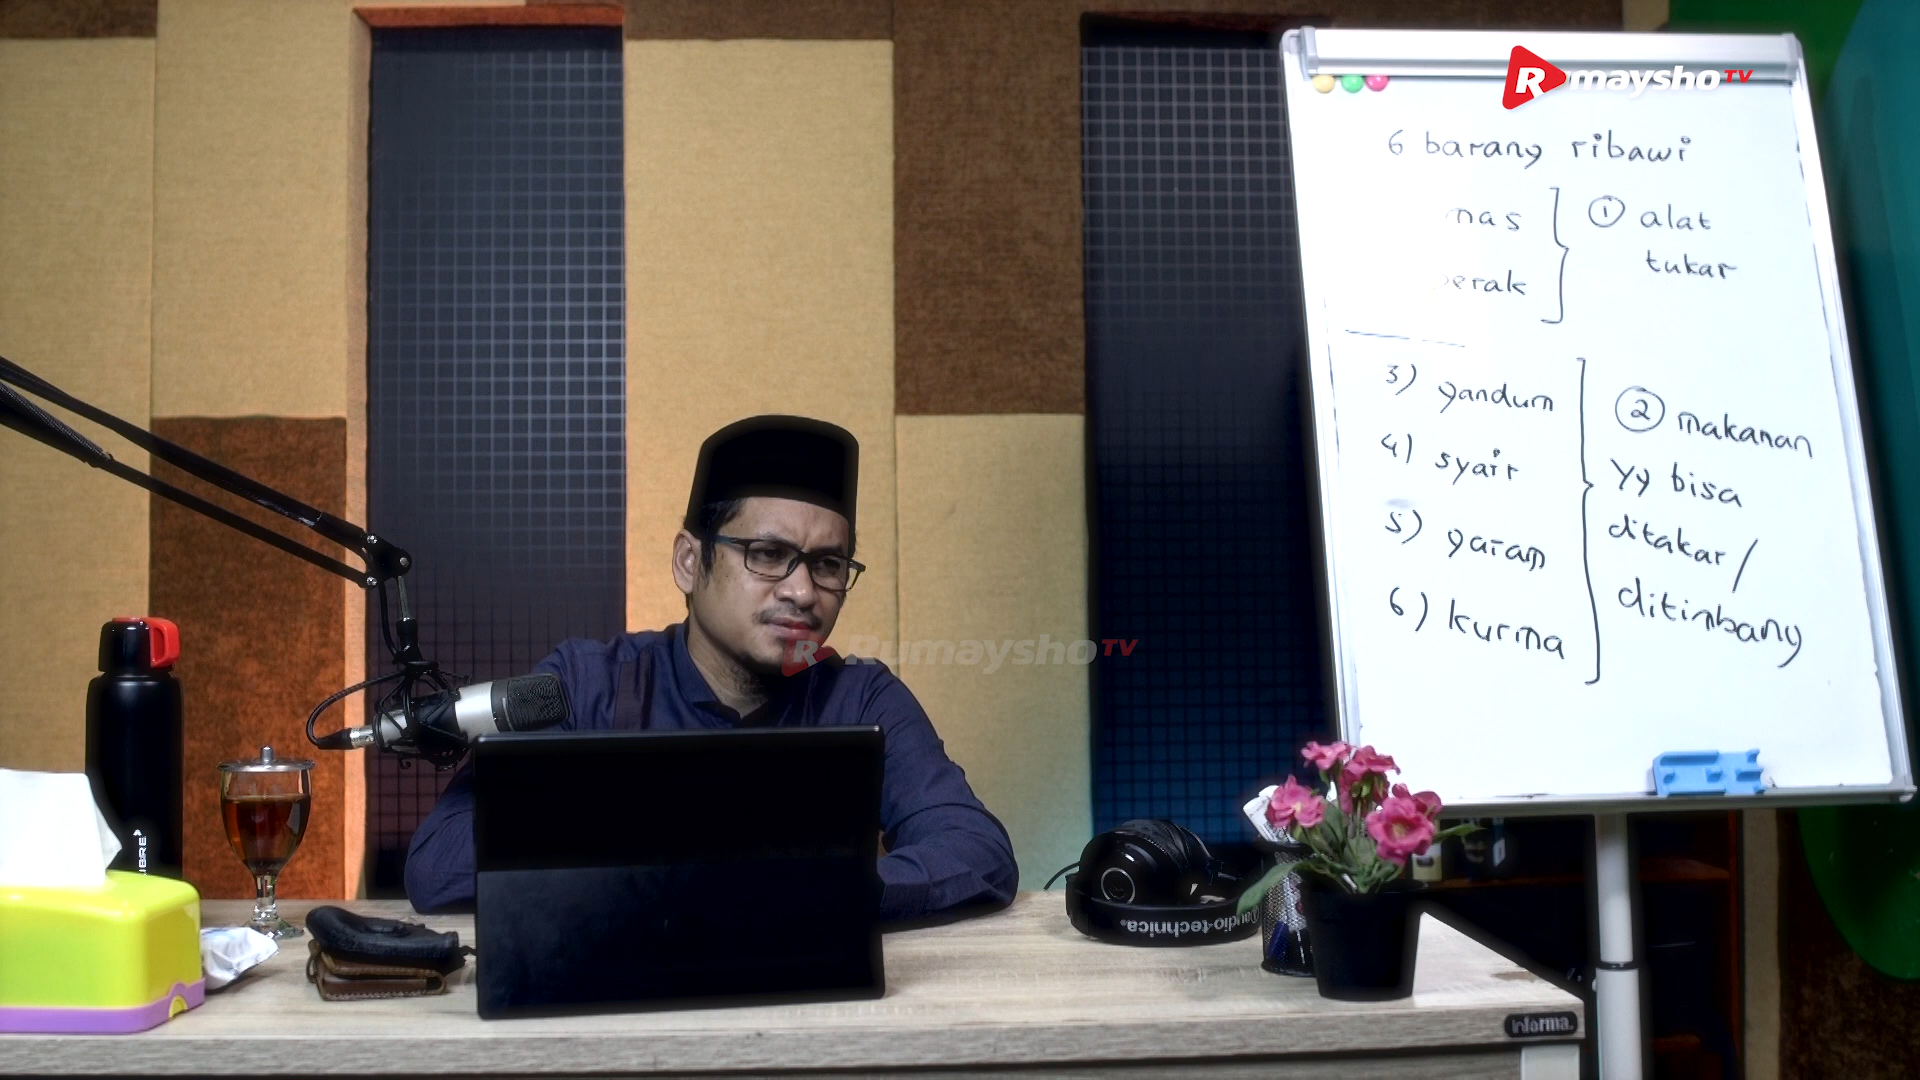 Rumaysho TV
6 barang ribawi
mas
erak
1 alat
tukar
3) gandum
4) syair
5) garam
6) kurma
2 makanan
yg bisa
ditakar /
ditimbang
Rumaysho TV
audio-technica
informa.